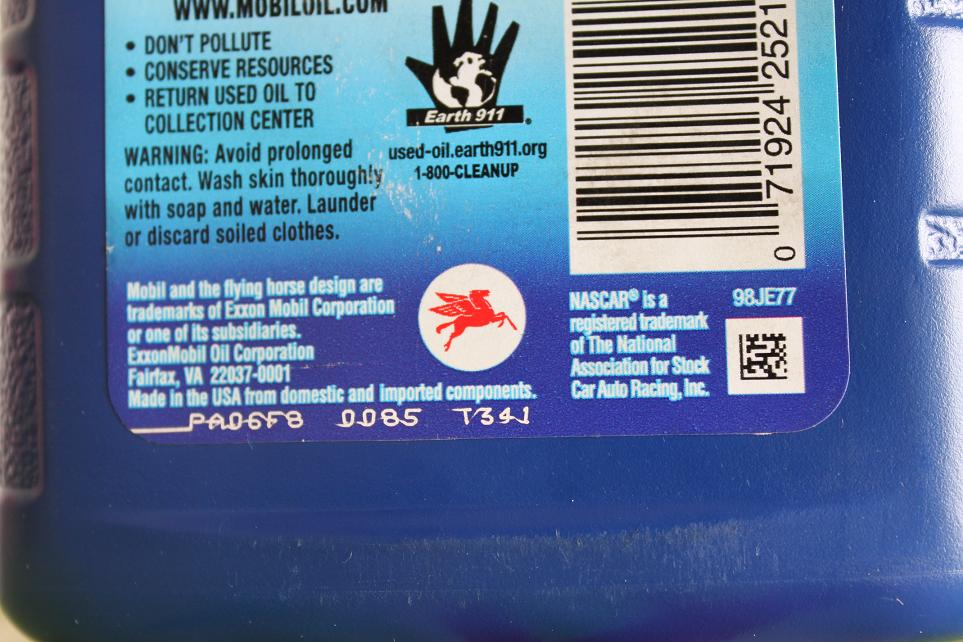 WWW.MOBILOIL.COM
• DON'T POLLUTE
• CONSERVE RESOURCES
• RETURN USED OIL TO
COLLECTION CENTER
WARNING: Avoid prolonged
contact. Wash skin thoroughly
with soap and water. Launder
or discard soiled clothes.
Earth 911®
used-oil.earth911.org
1-800-CLEANUP
0 71924 2521
Mobil and the flying horse design are
trademarks of Exxon Mobil Corporation
or one of its subsidiaries.
ExxonMobil Oil Corporation
Fairfax, VA 22037-0001
Made in the USA from domestic and imported components.
NASCAR® is a
registered trademark
of The National
Association for Stock
Car Auto Racing, Inc.
98JE77
PA06F8 0085 T341